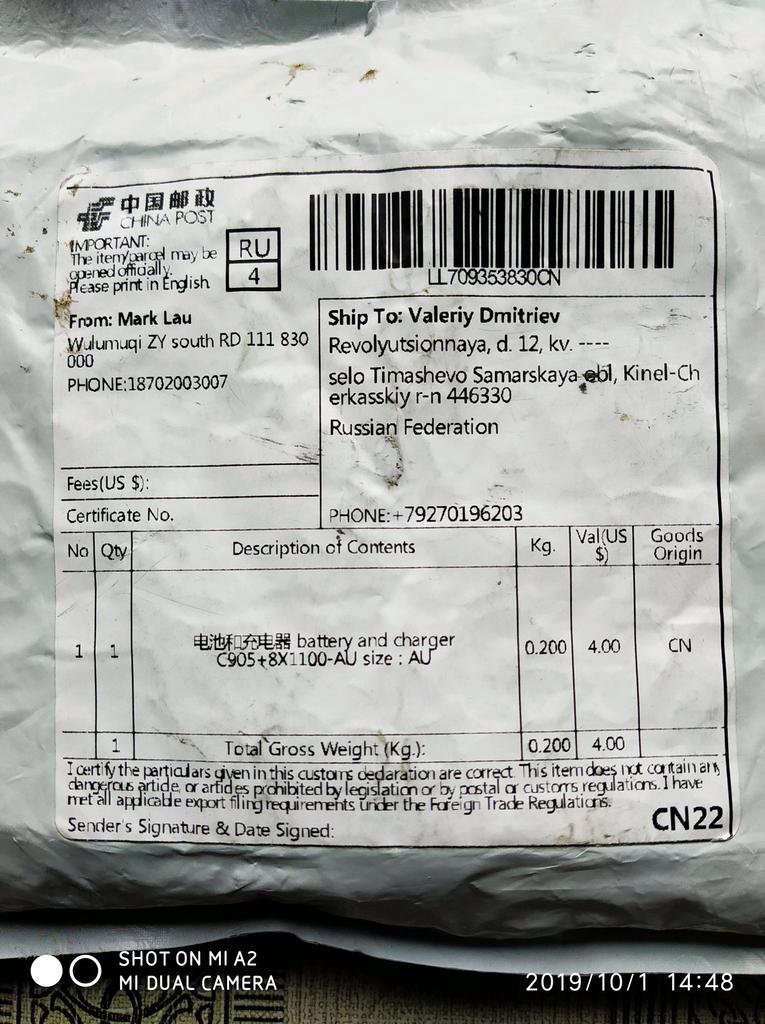 中国邮政
CHINA POST
IMPORTANT:
The item/parcel may be
opened officially.
Please print in English.
RU
4
LL709353830CN
From: Mark Lau
Wulumuqi ZY south RD 111 830
000
PHONE:18702003007
Ship To: Valeriy Dmitriev
Revolyutsionnaya, d. 12, kv. ----
selo Timashevo Samarskaya obl, Kinel-Ch
erkasskiy r-n 446330
Russian Federation
PHONE:+79270196203
Fees(US $):
Certificate No.
No Qty Description of Contents Kg. Val(US $) Goods Origin
1 1 电池和充电器 battery and charger
C905+8X1100-AU size : AU 0.200 4.00 CN
1 Total Gross Weight (Kg.): 0.200 4.00
I certify the particulars given in this customs declaration are correct. This item does not contain any
dangerous article, or articles prohibited by legislation or by postal or customs regulations. I have
met all applicable export filing requirements under the Foreign Trade Regulations.
Sender's Signature & Date Signed:
CN22
SHOT ON MI A2
MI DUAL CAMERA
2019/10/1 14:48